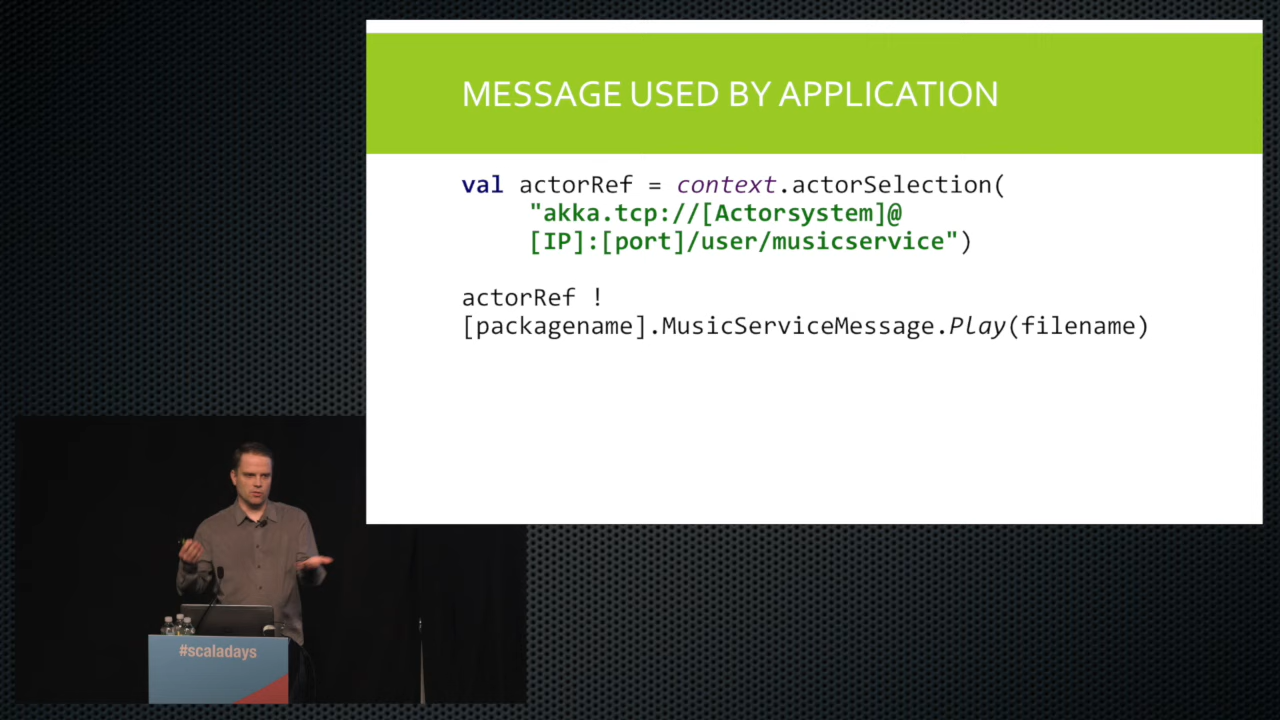 MESSAGE USED BY APPLICATION
val actorRef = context.actorSelection(
"akka.tcp://[Actorsystem]@
[IP]:[port]/user/musicservice")
actorRef !
[packagename].MusicServiceMessage.Play(filename)
#scaladays